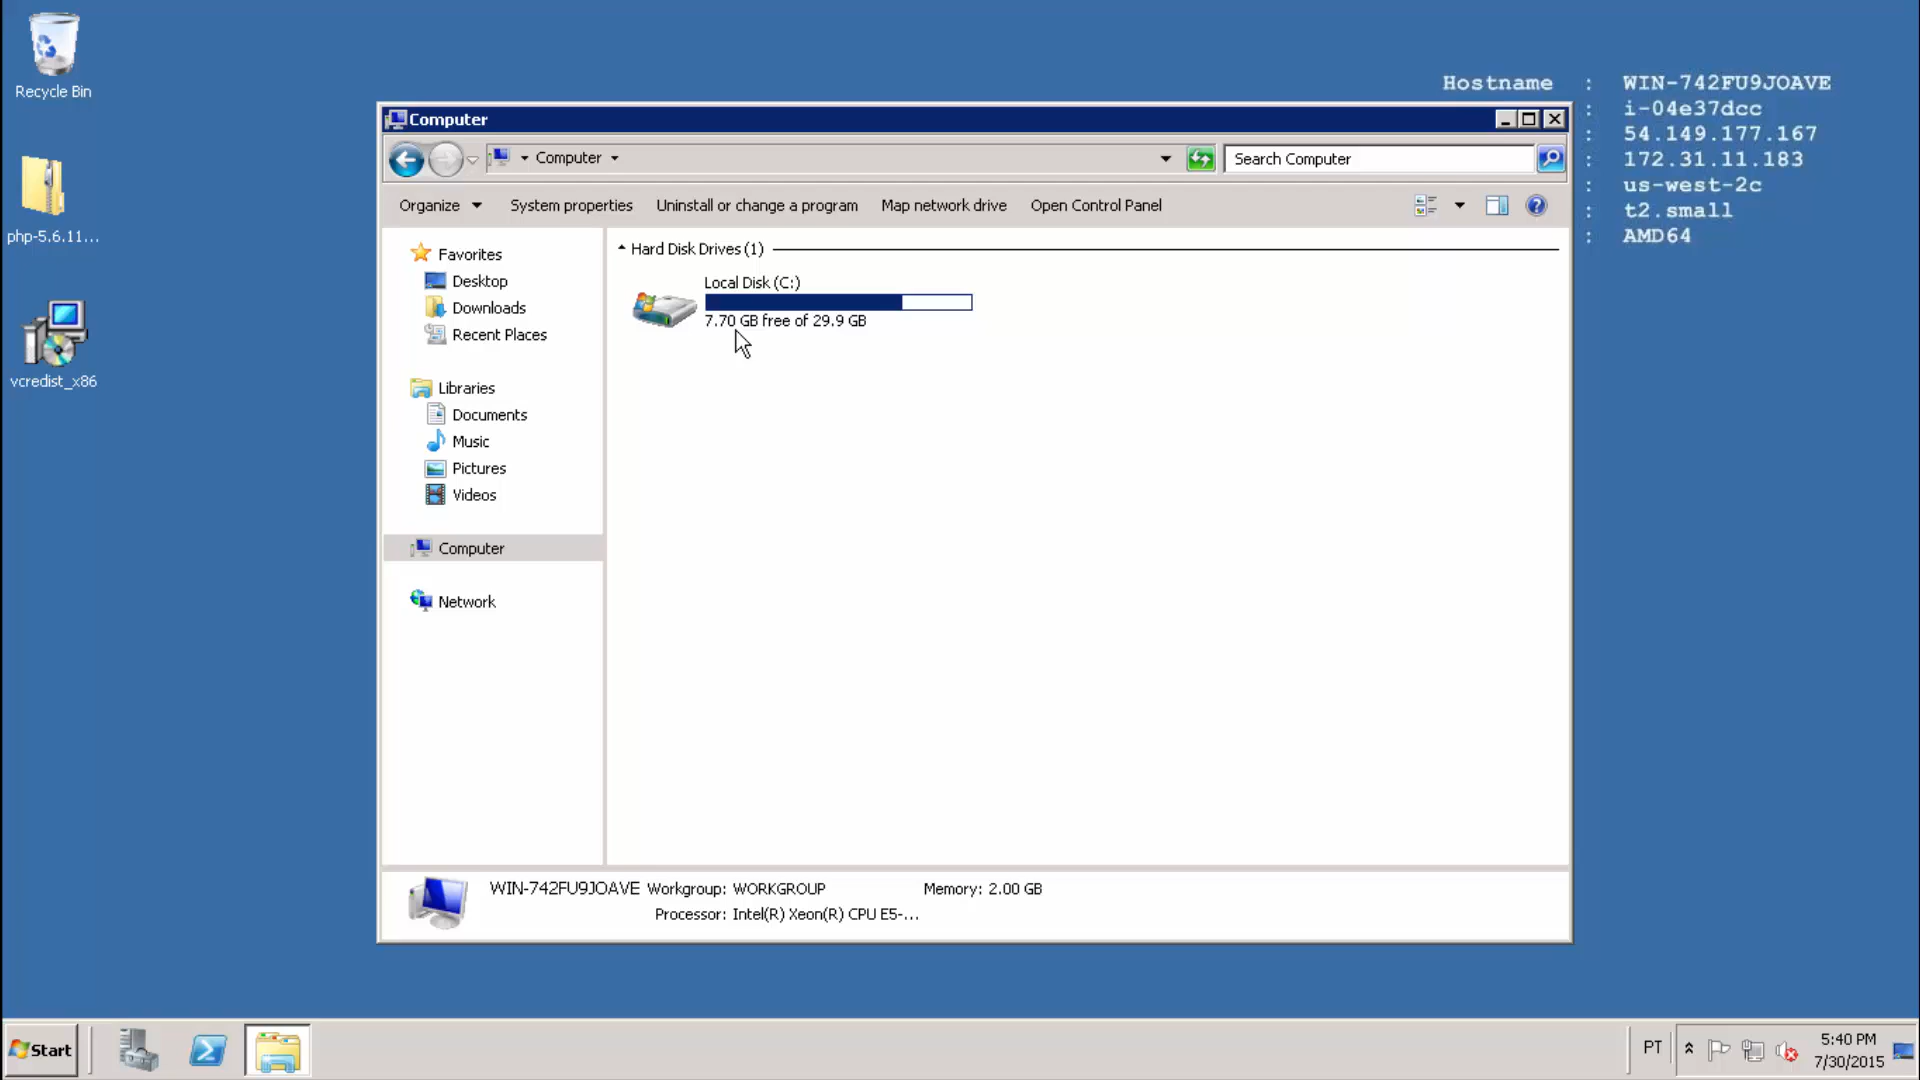 Recycle Bin
php-5.6.11...
vcredist_x86
Hostname : WIN-742FU9JOAVE
: i-04e37dcc
: 54.149.177.167
: 172.31.11.183
: us-west-2c
: t2.small
: AMD64
Computer
Computer
Search Computer
Organize System properties Uninstall or change a program Map network drive Open Control Panel
Favorites
Desktop
Downloads
Recent Places
Libraries
Documents
Music
Pictures
Videos
Computer
Network
Hard Disk Drives (1)
Local Disk (C:)
7.70 GB free of 29.9 GB
WIN-742FU9JOAVE Workgroup: WORKGROUP Memory: 2.00 GB
Processor: Intel(R) Xeon(R) CPU E5-...
Start
PT
5:40 PM
7/30/2015